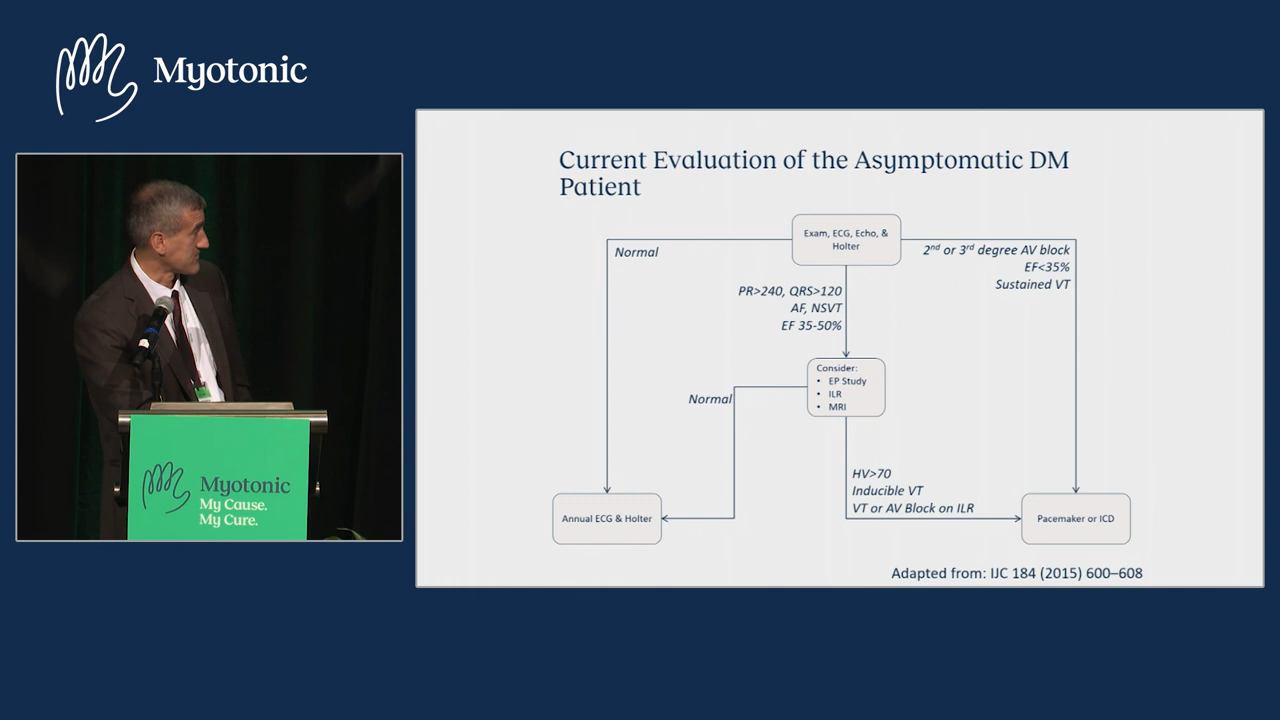 Myotonic
Current Evaluation of the Asymptomatic DM
Patient
Exam, ECG, Echo, &
Holter
Normal
2nd or 3rd degree AV block
EF<35%
Sustained VT
PR>240, QRS>120
AF, NSVT
EF 35-50%
Consider:
• EP Study
• ILR
• MRI
Normal
HV>70
Inducible VT
VT or AV Block on ILR
Annual ECG & Holter
Pacemaker or ICD
Adapted from: IJC 184 (2015) 600–608
Myotonic
My Cause.
My Cure.